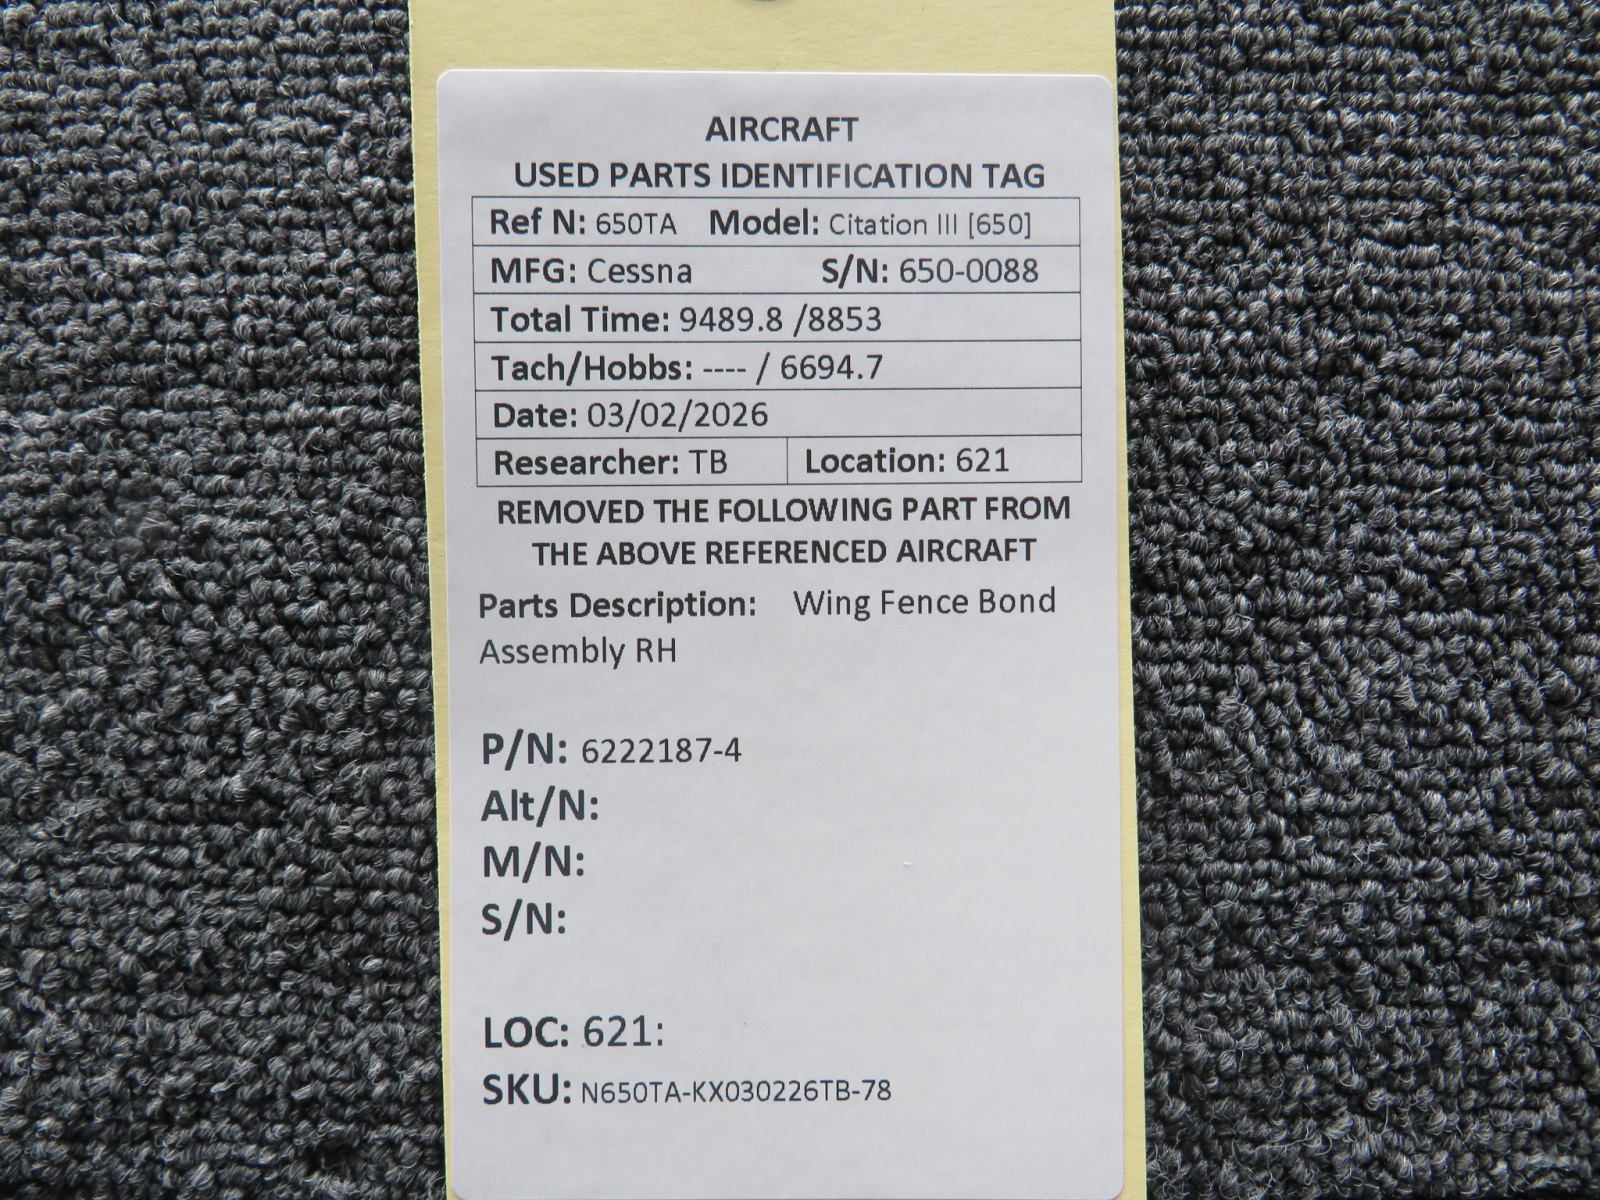 AIRCRAFT
USED PARTS IDENTIFICATION TAG
Ref N: 650TA Model: Citation III [650]
MFG: Cessna S/N: 650-0088
Total Time: 9489.8 /8853
Tach/Hobbs: ---- / 6694.7
Date: 03/02/2026
Researcher: TB Location: 621
REMOVED THE FOLLOWING PART FROM
THE ABOVE REFERENCED AIRCRAFT
Parts Description: Wing Fence Bond
Assembly RH
P/N: 6222187-4
Alt/N:
M/N:
S/N:
LOC: 621:
SKU: N650TA-KX030226TB-78